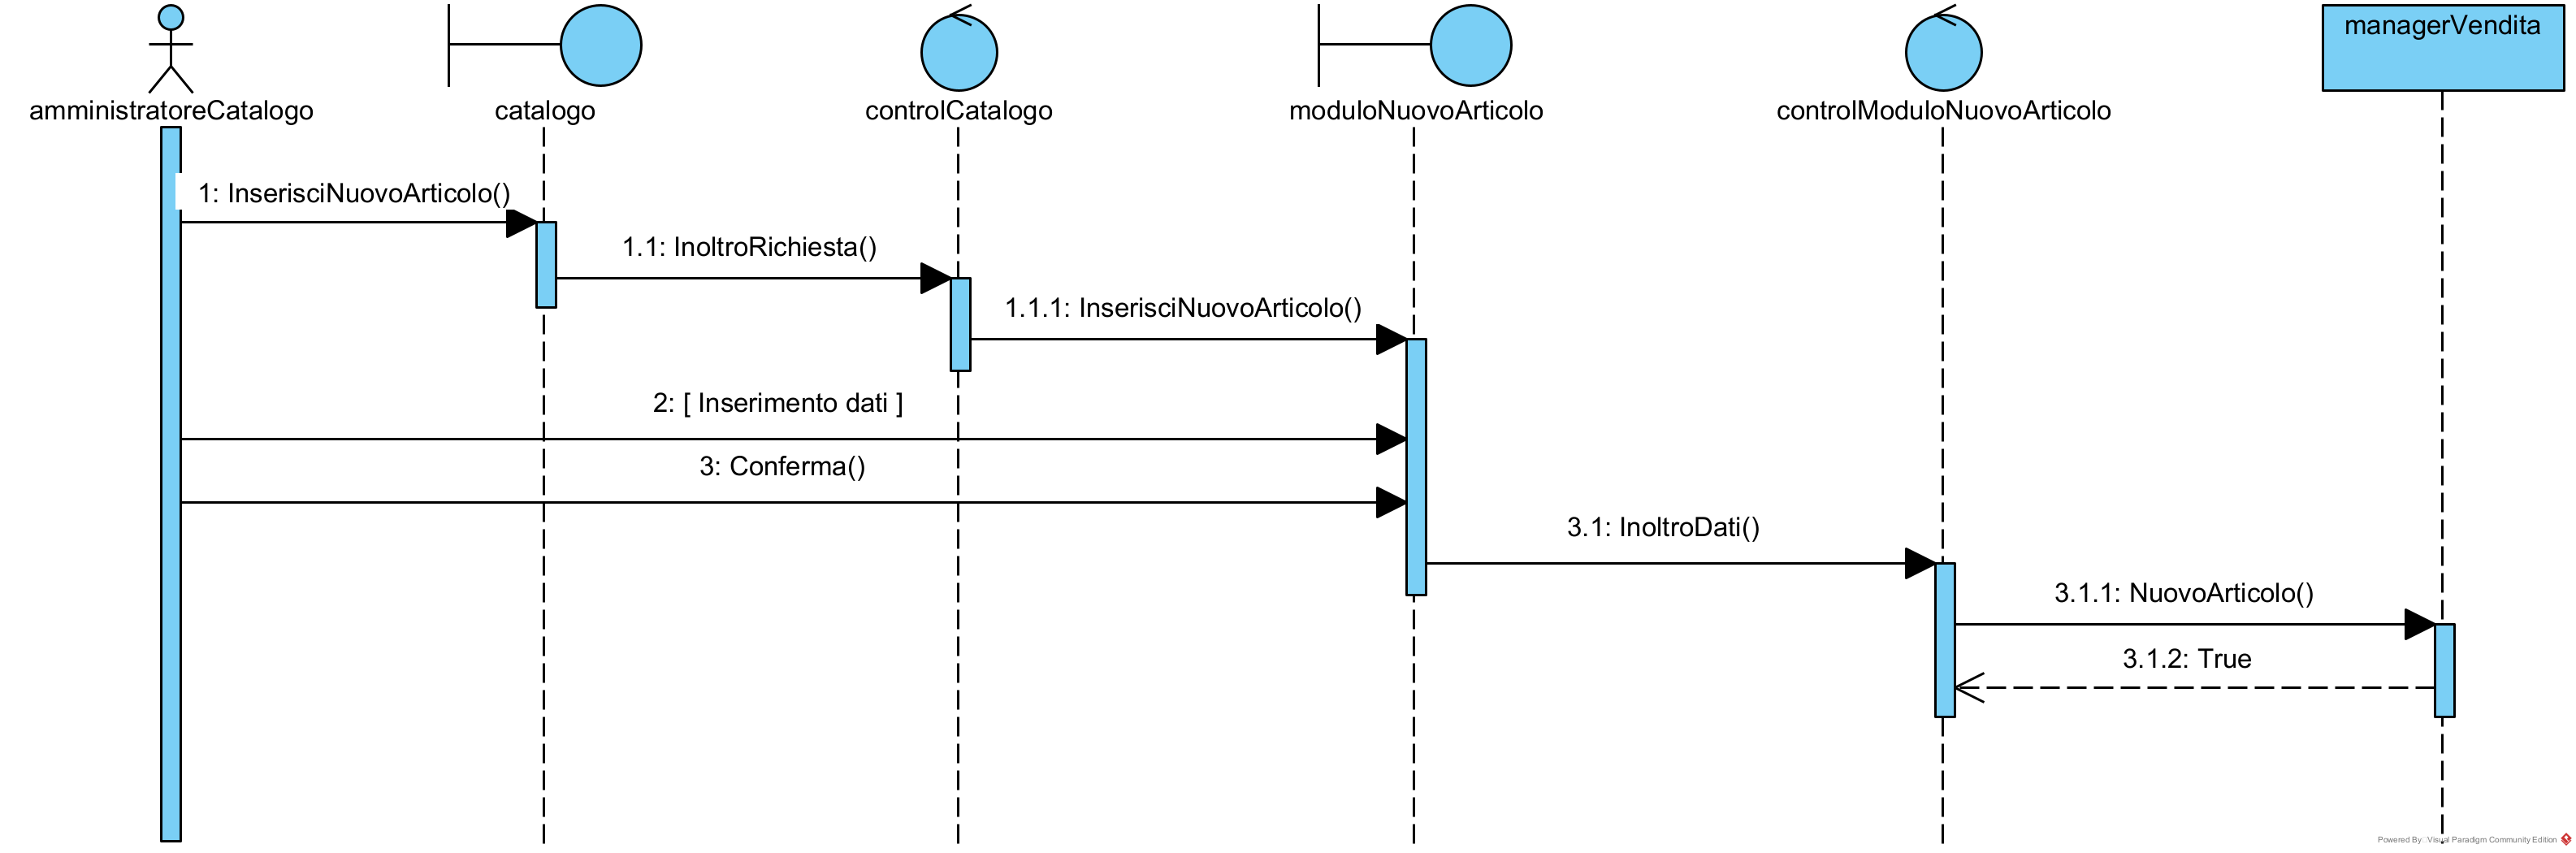 managerVendita
amministratoreCatalogo
catalogo
controlCatalogo
moduloNuovoArticolo
controlModuloNuovoArticolo
1: InserisciNuovoArticolo()
1.1: InoltroRichiesta()
1.1.1: InserisciNuovoArticolo()
2: [ Inserimento dati ]
3: Conferma()
3.1: InoltroDati()
3.1.1: NuovoArticolo()
3.1.2: True
Powered By Visual Paradigm Community Edition